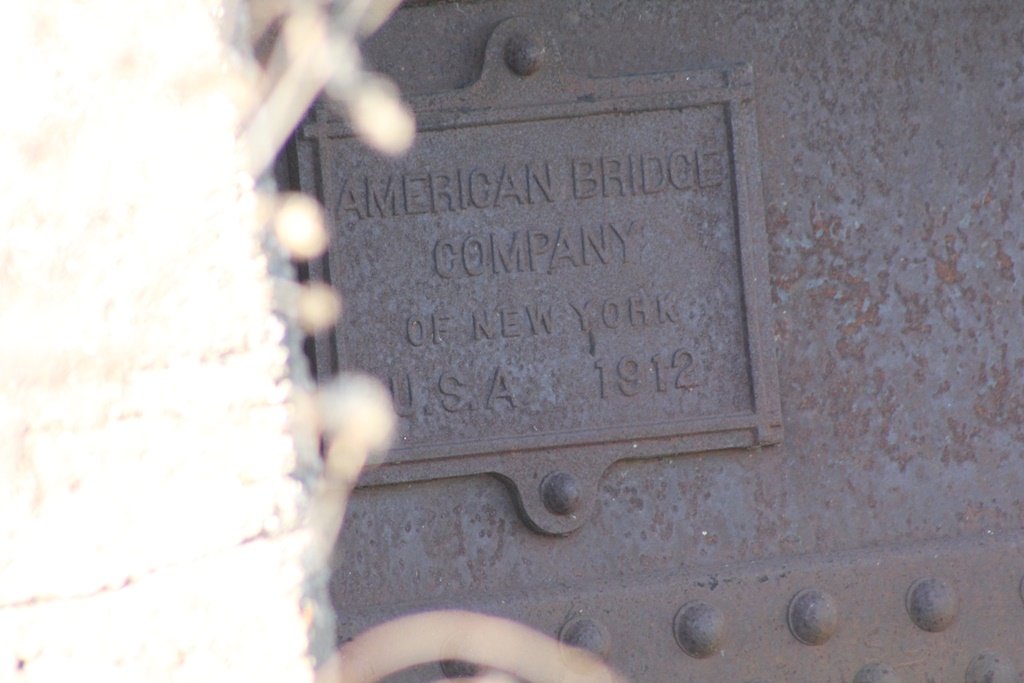 AMERICAN BRIDGE
COMPANY
OF NEW YORK
U.S.A 1912